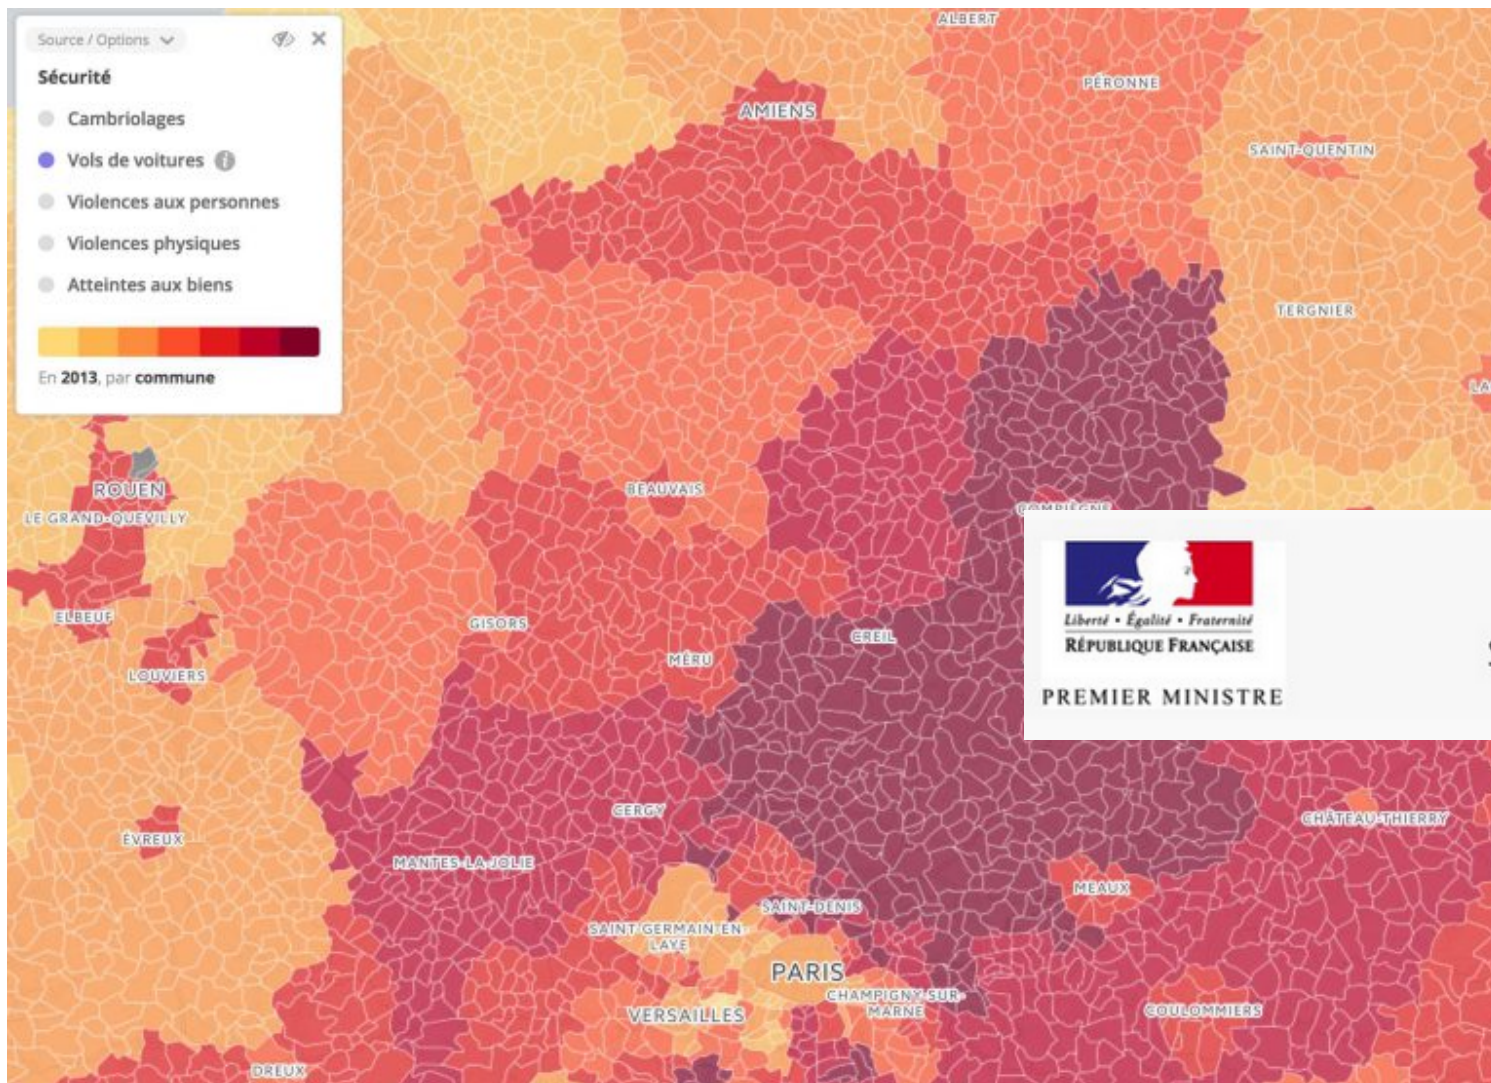 Source / Options
Sécurité
Cambriolages
Vols de voitures
Violences aux personnes
Violences physiques
Atteintes aux biens
En 2013, par commune
ALBERT
PÉRONNE
AMIENS
SAINT-QUENTIN
TERGNIER
BEAUVAIS
ROUEN
LE GRAND-QUEVILLY
COMPIÈGNE
ELBEUF
GISORS
CREIL
MÉRU
LOUVIERS
Liberté • Égalité • Fraternité
RÉPUBLIQUE FRANÇAISE
PREMIER MINISTRE
CERGY
CHÂTEAU-THIERRY
ÉVREUX
MANTES-LA-JOLIE
MEAUX
SAINT-DENIS
SAINT-GERMAIN-EN-
LAYE
PARIS
CHAMPIGNY-SUR-
MARNE
VERSAILLES
COULOMMIERS
DREUX